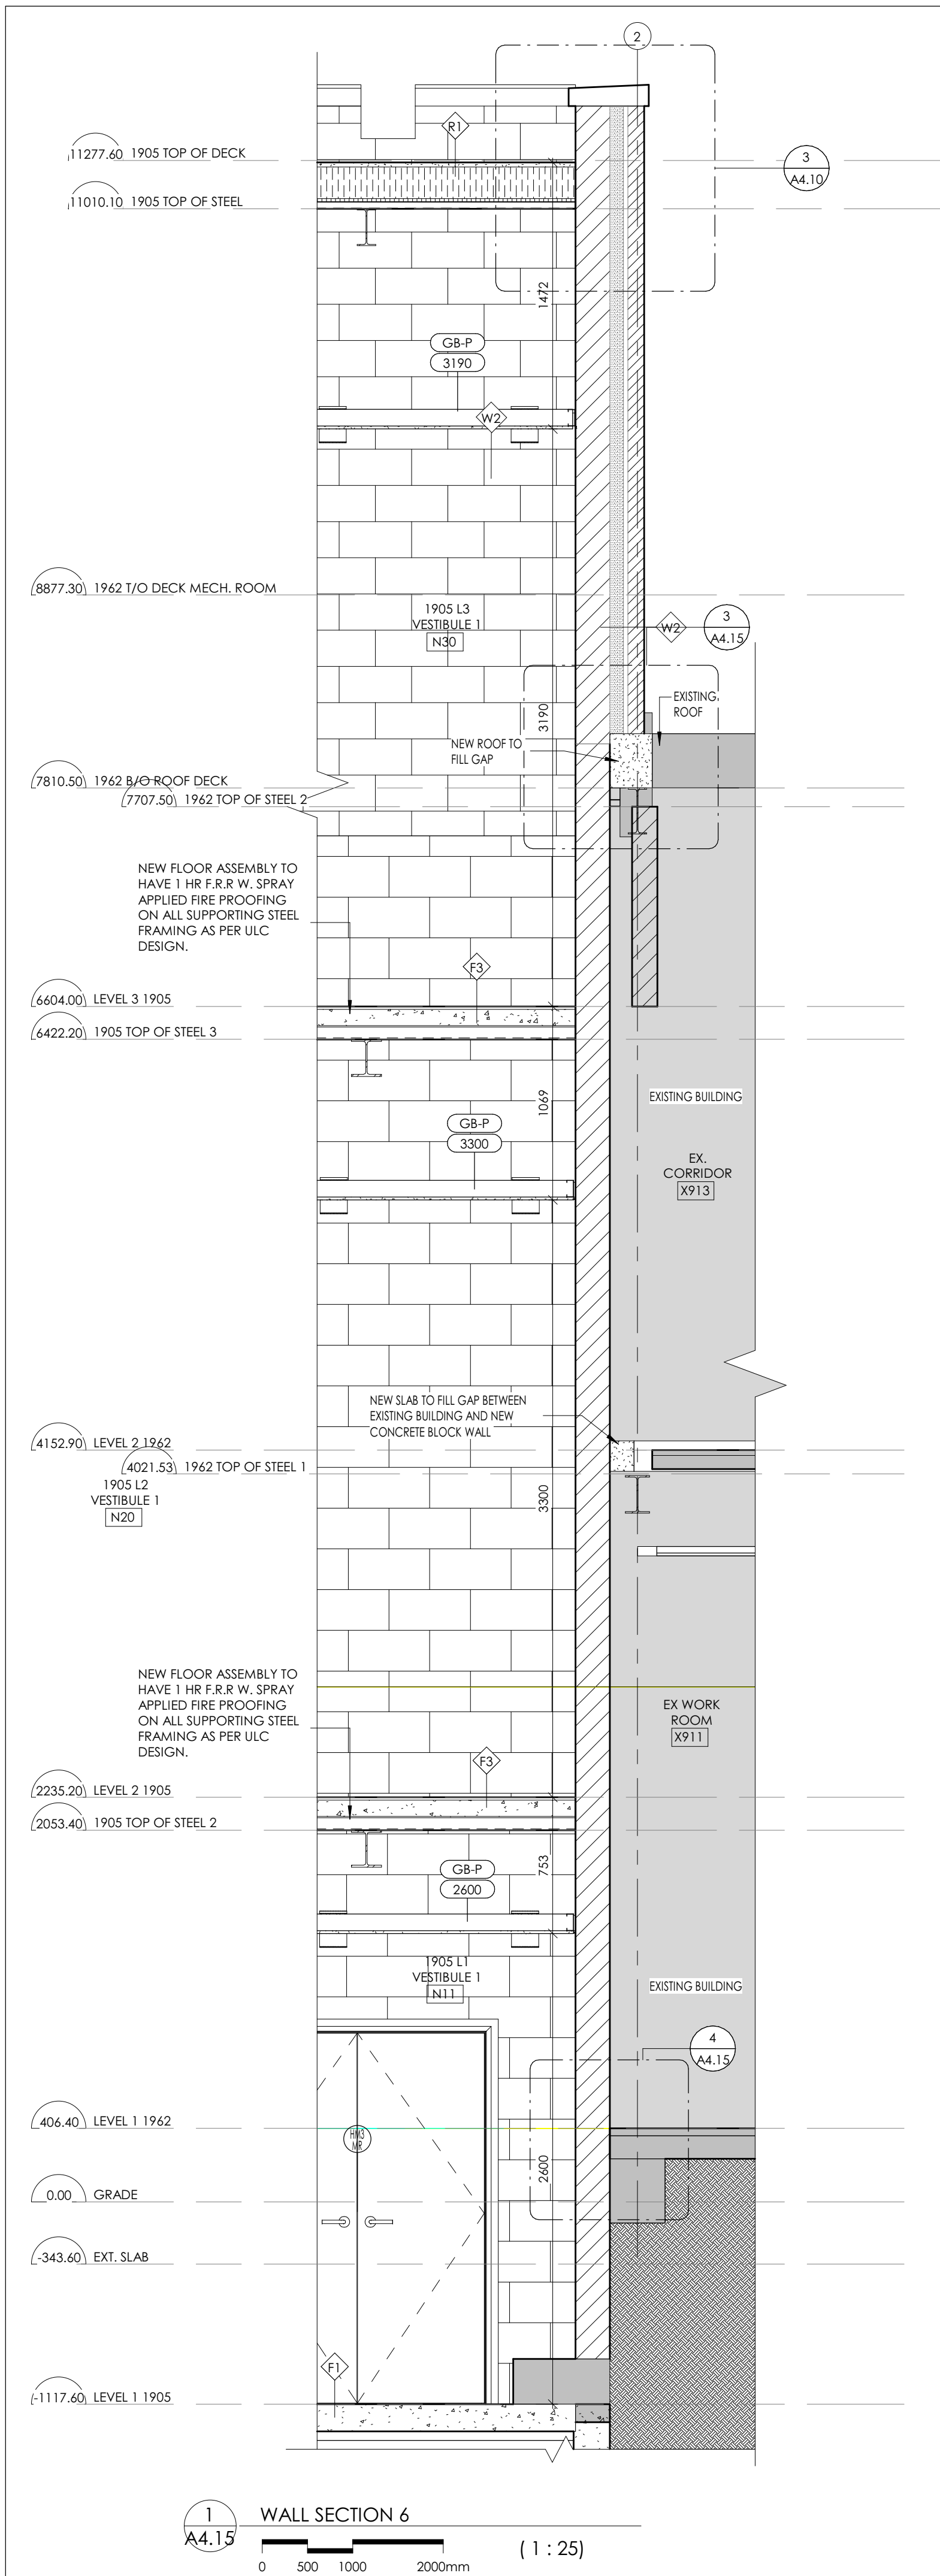 2
R1
11277.60 1905 TOP OF DECK
3
A4.10
11010.10 1905 TOP OF STEEL
1472
GB-P
3190
W2
8877.30 1962 T/O DECK MECH. ROOM
1905 L3
VESTIBULE 1
N30
W2
3
A4.15
EXISTING
ROOF
3190
NEW ROOF TO
FILL GAP
7810.50 1962 B/O ROOF DECK
7707.50 1962 TOP OF STEEL 2
NEW FLOOR ASSEMBLY TO
HAVE 1 HR F.R.R W. SPRAY
APPLIED FIRE PROOFING
ON ALL SUPPORTING STEEL
FRAMING AS PER ULC
DESIGN.
F3
6604.00 LEVEL 3 1905
6422.20 1905 TOP OF STEEL 3
1069
EXISTING BUILDING
GB-P
3300
EX.
CORRIDOR
X913
NEW SLAB TO FILL GAP BETWEEN
EXISTING BUILDING AND NEW
CONCRETE BLOCK WALL
4152.90 LEVEL 2 1962
4021.53 1962 TOP OF STEEL 1
1905 L2
VESTIBULE 1
N20
3300
NEW FLOOR ASSEMBLY TO
HAVE 1 HR F.R.R W. SPRAY
APPLIED FIRE PROOFING
ON ALL SUPPORTING STEEL
FRAMING AS PER ULC
DESIGN.
EX WORK
ROOM
X911
F3
2235.20 LEVEL 2 1905
2053.40 1905 TOP OF STEEL 2
753
GB-P
2600
1905 L1
VESTIBULE 1
N11
EXISTING BUILDING
4
A4.15
406.40 LEVEL 1 1962
HM3
MR
2600
0.00 GRADE
-343.60 EXT. SLAB
F1
-1117.60 LEVEL 1 1905
1
A4.15
WALL SECTION 6
( 1 : 25)
0 500 1000 2000mm